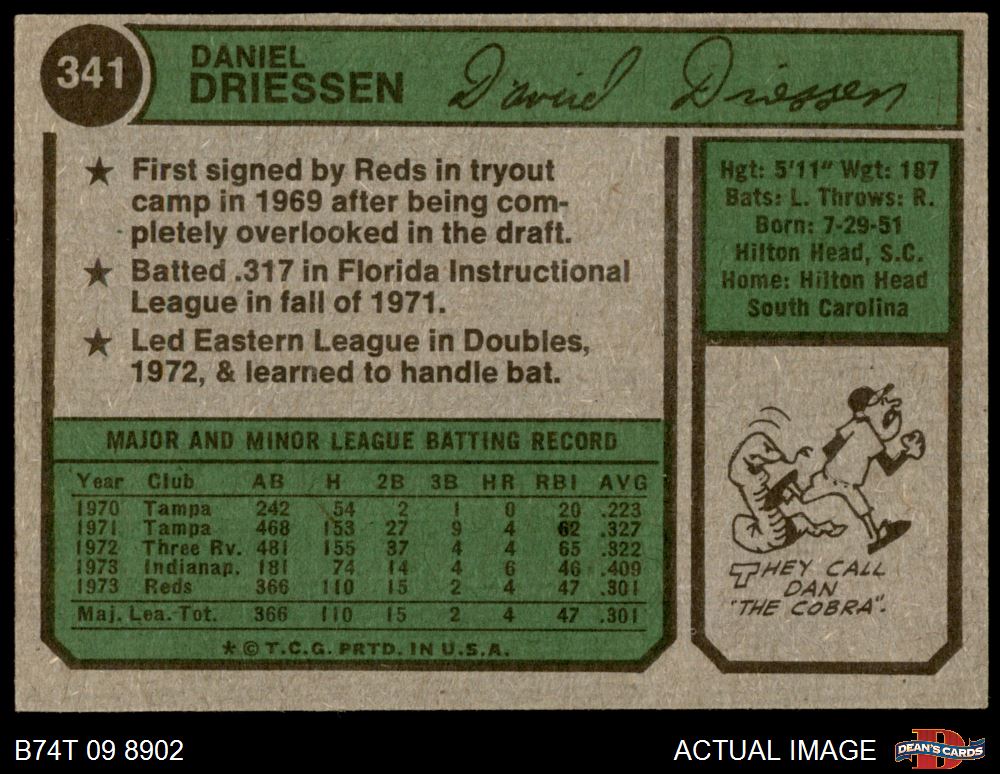 341
DANIEL
DRIESSEN
Daniel Driessen
★ First signed by Reds in tryout
camp in 1969 after being com-
pletely overlooked in the draft.
★ Batted .317 in Florida Instructional
League in fall of 1971.
★ Led Eastern League in Doubles,
1972, & learned to handle bat.
Hgt: 5'11" Wgt: 187
Bats: L. Throws: R.
Born: 7-29-51
Hilton Head, S.C.
Home: Hilton Head
South Carolina
MAJOR AND MINOR LEAGUE BATTING RECORD
Year Club AB H 2B 3B HR RBI AVG
1970 Tampa 242 54 2 1 0 20 .223
1971 Tampa 468 153 27 9 4 62 .327
1972 Three Rv. 481 155 37 4 4 65 .322
1973 Indianap. 181 74 14 4 6 46 .409
1973 Reds 366 110 15 2 4 47 .301
Maj. Lea. Tot. 366 110 15 2 4 47 .301
★ © T.C.G. PRTD. IN U.S.A.
THEY CALL
DAN
"THE COBRA".
B74T 09 8902
ACTUAL IMAGE
D
DEAN'S CARDS